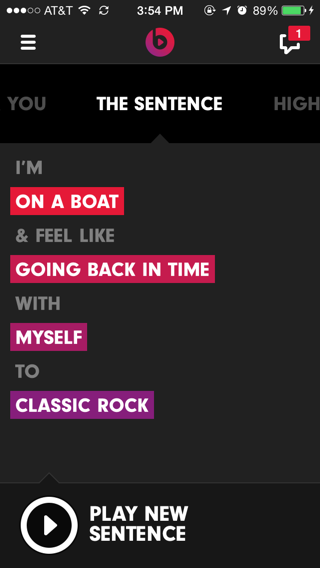 AT&T 3:54 PM 89%
1
YOU THE SENTENCE HIGH
I'M
ON A BOAT
& FEEL LIKE
GOING BACK IN TIME
WITH
MYSELF
TO
CLASSIC ROCK
PLAY NEW
SENTENCE